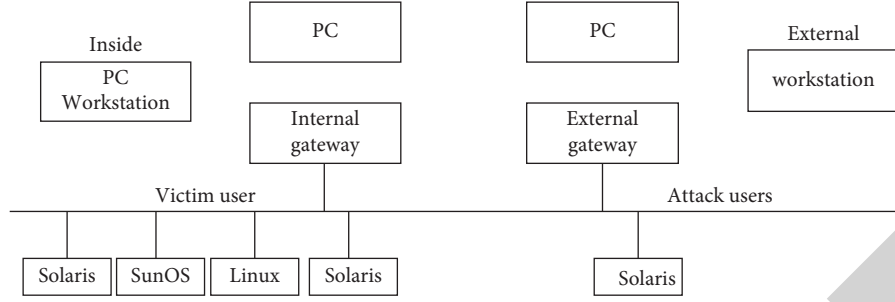 Inside
PC
Workstation
PC
PC
External
workstation
Internal
gateway
External
gateway
Victim user
Attack users
Solaris
SunOS
Linux
Solaris
Solaris